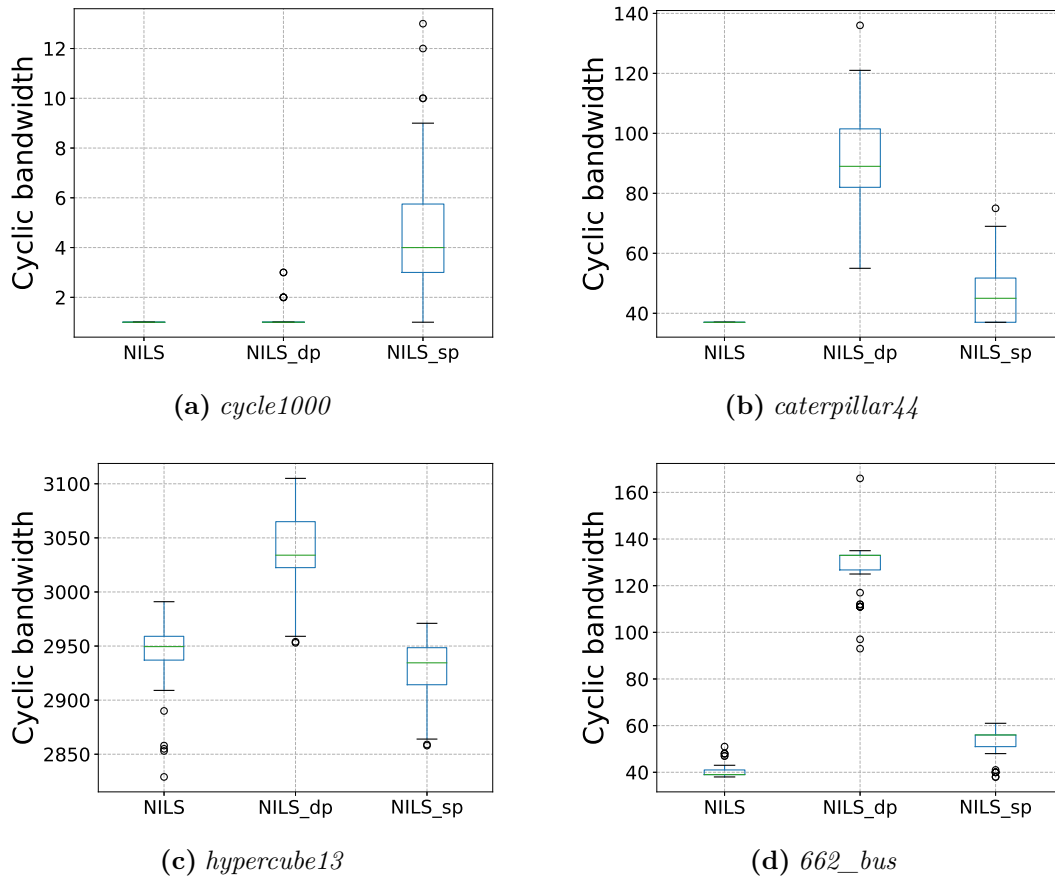 12
10
8
6
4
2
Cyclic bandwidth
NILS NILS_dp NILS_sp
(a) cycle1000
140
120
100
80
60
40
Cyclic bandwidth
NILS NILS_dp NILS_sp
(b) caterpillar44
3100
3050
3000
2950
2900
2850
Cyclic bandwidth
NILS NILS_dp NILS_sp
(c) hypercube13
160
140
120
100
80
60
40
Cyclic bandwidth
NILS NILS_dp NILS_sp
(d) 662_bus